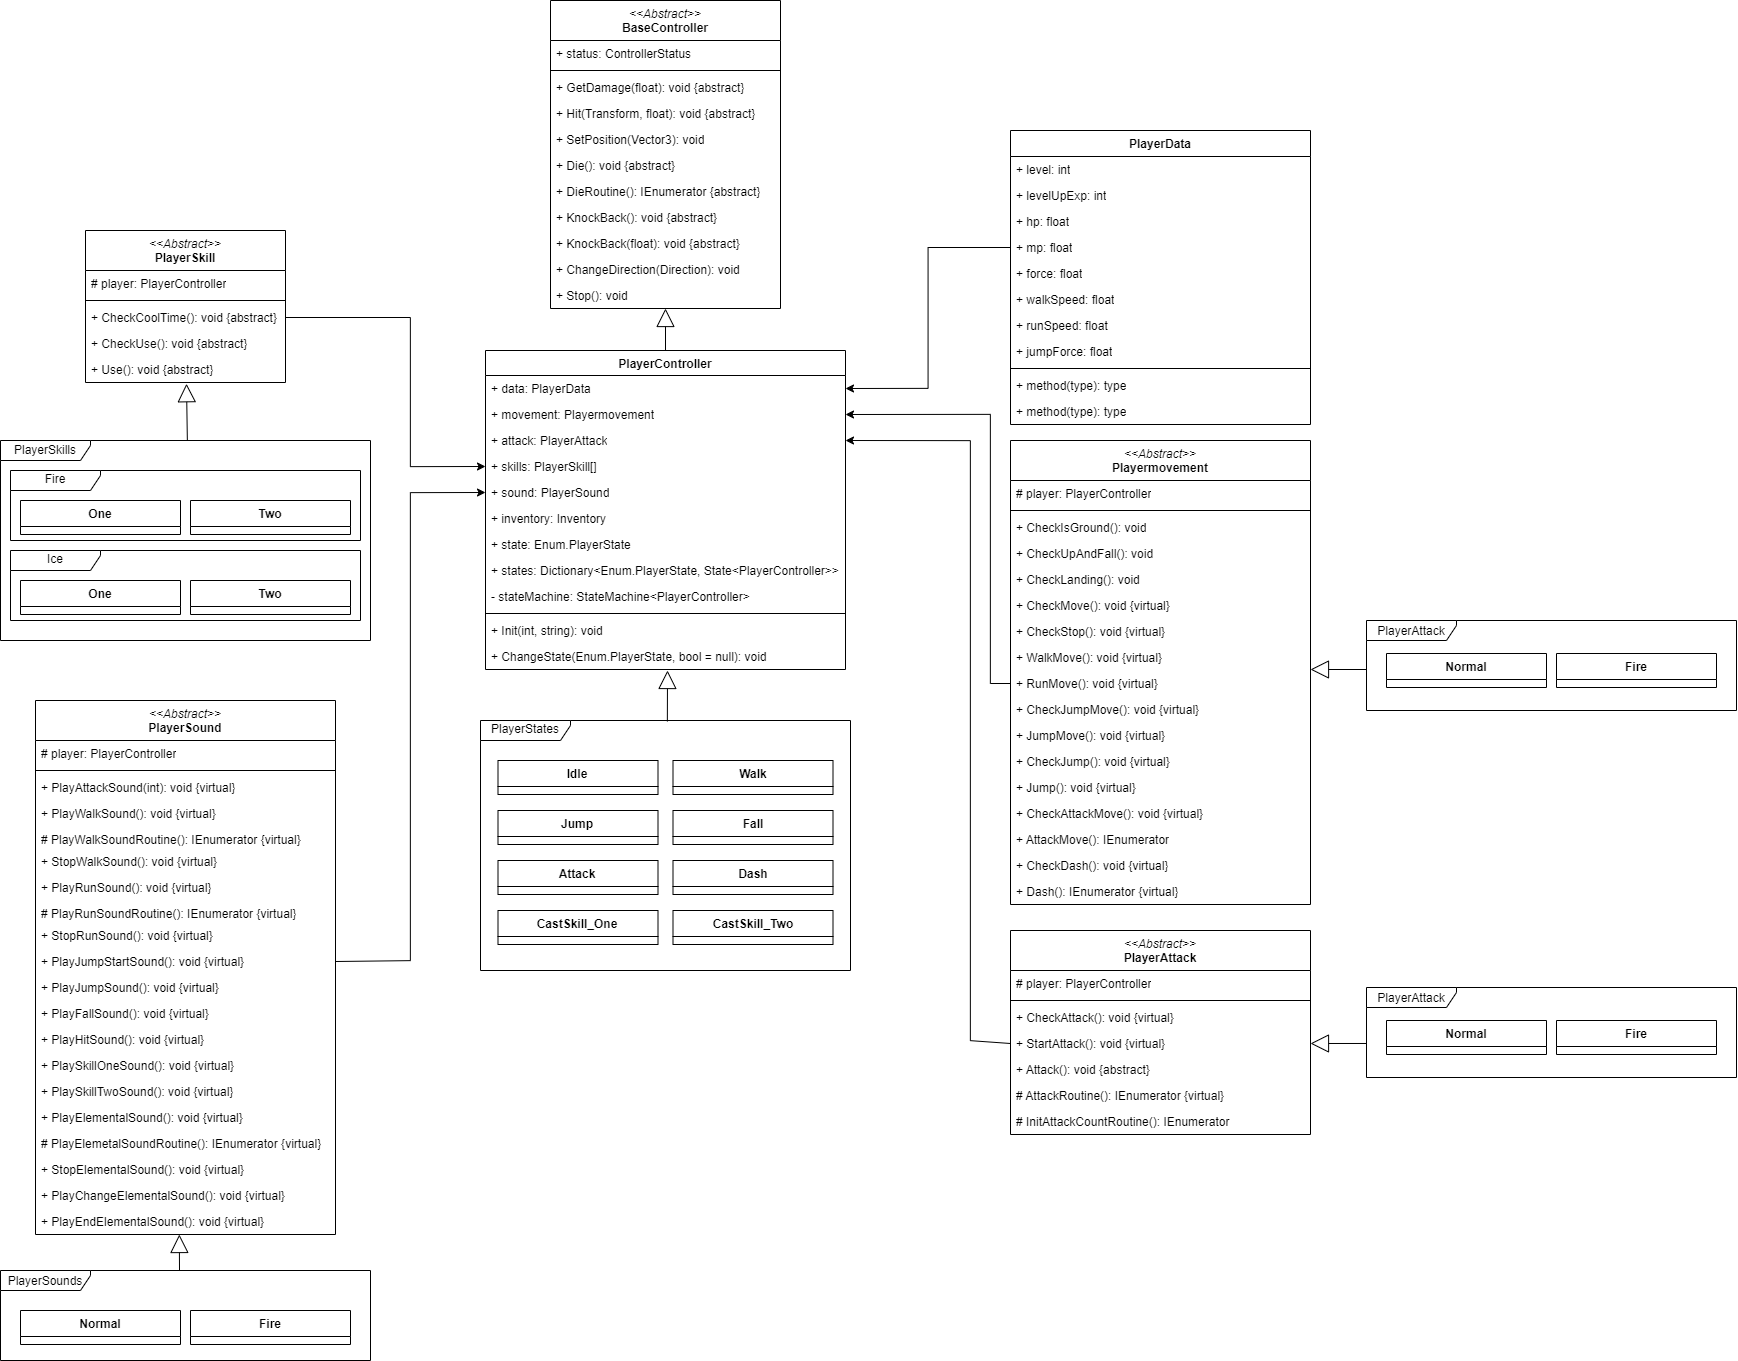 <<Abstract>>
BaseController
+ status: ControllerStatus
+ GetDamage(float): void {abstract}
+ Hit(Transform, float): void {abstract}
+ SetPosition(Vector3): void
+ Die(): void {abstract}
+ DieRoutine(): IEnumerator {abstract}
+ KnockBack(): void {abstract}
+ KnockBack(float): void {abstract}
+ ChangeDirection(Direction): void
+ Stop(): void
<<Abstract>>
PlayerSkill
# player: PlayerController
+ CheckCoolTime(): void {abstract}
+ CheckUse(): void {abstract}
+ Use(): void {abstract}
PlayerSkills
Fire
One
Two
Ice
One
Two
PlayerController
+ data: PlayerData
+ movement: Playermovement
+ attack: PlayerAttack
+ skills: PlayerSkill[]
+ sound: PlayerSound
+ inventory: Inventory
+ state: Enum.PlayerState
+ states: Dictionary<Enum.PlayerState, State<PlayerController>>
- stateMachine: StateMachine<PlayerController>
+ Init(int, string): void
+ ChangeState(Enum.PlayerState, bool = null): void
PlayerStates
Idle
Walk
Jump
Fall
Attack
Dash
CastSkill_One
CastSkill_Two
<<Abstract>>
PlayerSound
# player: PlayerController
+ PlayAttackSound(int): void {virtual}
+ PlayWalkSound(): void {virtual}
# PlayWalkSoundRoutine(): IEnumerator {virtual}
+ StopWalkSound(): void {virtual}
+ PlayRunSound(): void {virtual}
# PlayRunSoundRoutine(): IEnumerator {virtual}
+ StopRunSound(): void {virtual}
+ PlayJumpStartSound(): void {virtual}
+ PlayJumpSound(): void {virtual}
+ PlayFallSound(): void {virtual}
+ PlayHitSound(): void {virtual}
+ PlaySkillOneSound(): void {virtual}
+ PlaySkillTwoSound(): void {virtual}
+ PlayElementalSound(): void {virtual}
# PlayElemetalSoundRoutine(): IEnumerator {virtual}
+ StopElementalSound(): void {virtual}
+ PlayChangeElementalSound(): void {virtual}
+ PlayEndElementalSound(): void {virtual}
PlayerSounds
Normal
Fire
PlayerData
+ level: int
+ levelUpExp: int
+ hp: float
+ mp: float
+ force: float
+ walkSpeed: float
+ runSpeed: float
+ jumpForce: float
+ method(type): type
+ method(type): type
<<Abstract>>
Playermovement
# player: PlayerController
+ CheckIsGround(): void
+ CheckUpAndFall(): void
+ CheckLanding(): void
+ CheckMove(): void {virtual}
+ CheckStop(): void {virtual}
+ WalkMove(): void {virtual}
+ RunMove(): void {virtual}
+ CheckJumpMove(): void {virtual}
+ JumpMove(): void {virtual}
+ CheckJump(): void {virtual}
+ Jump(): void {virtual}
+ CheckAttackMove(): void {virtual}
+ AttackMove(): IEnumerator
+ CheckDash(): void {virtual}
+ Dash(): IEnumerator {virtual}
PlayerAttack
Normal
Fire
<<Abstract>>
PlayerAttack
# player: PlayerController
+ CheckAttack(): void {virtual}
+ StartAttack(): void {virtual}
+ Attack(): void {abstract}
# AttackRoutine(): IEnumerator {virtual}
# InitAttackCountRoutine(): IEnumerator
PlayerAttack
Normal
Fire